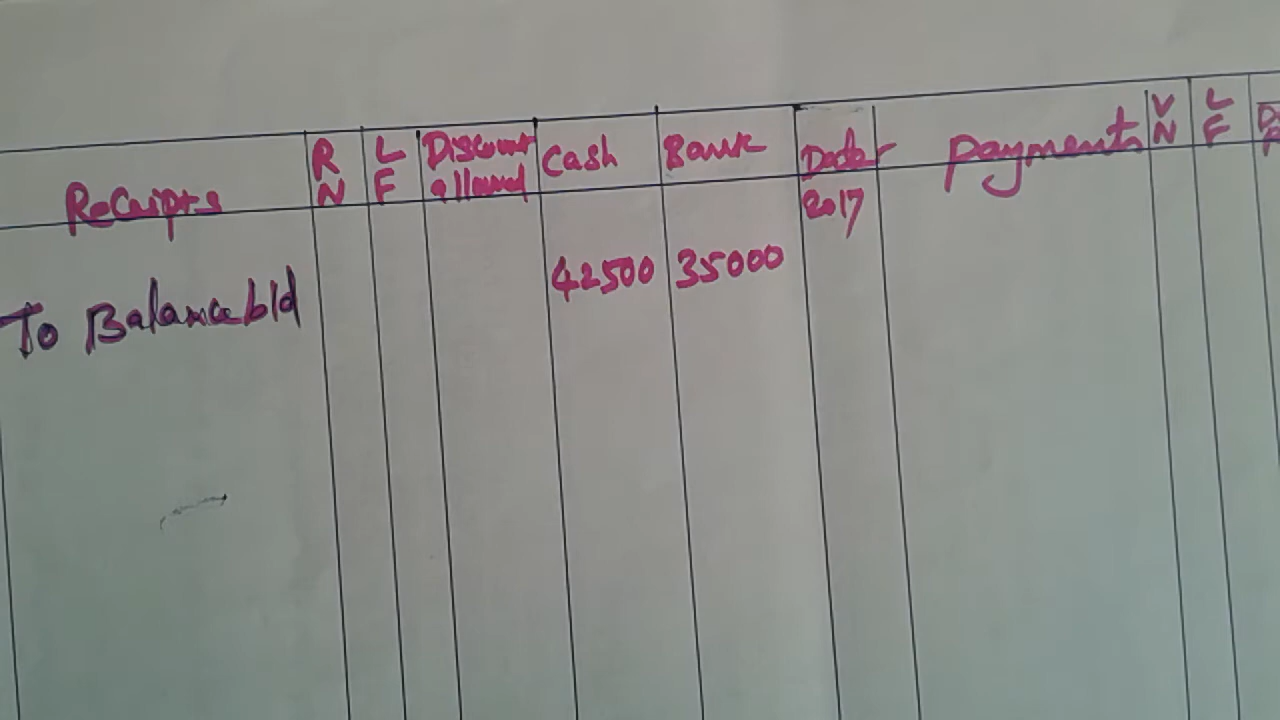 Receipts R N L F Discount allowed Cash Bank Date Payments V N L F
2017
To Balance b/d 42500 35000